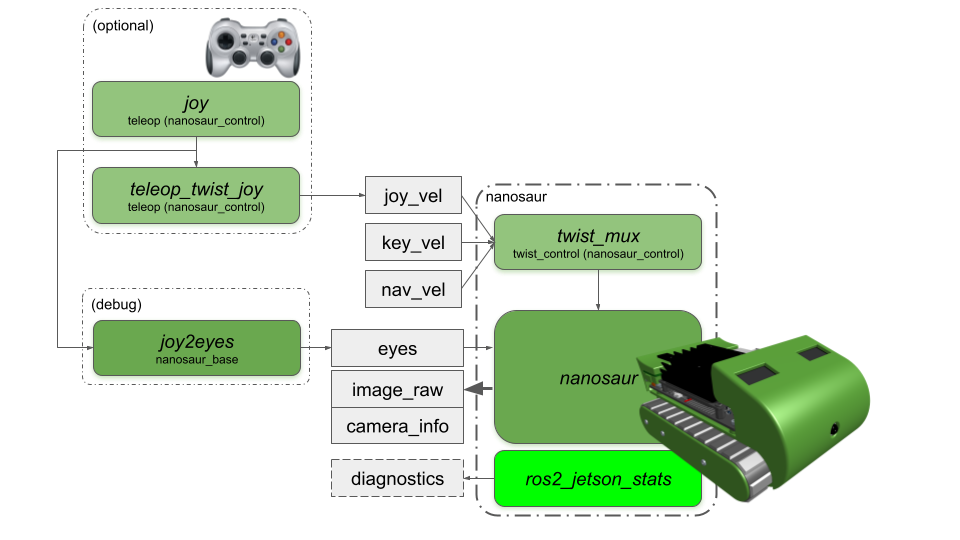 (optional)
joy
teleop (nanosaur_control)
teleop_twist_joy
teleop (nanosaur_control)
joy_vel
key_vel
nav_vel
nanosaur
twist_mux
twist_control (nanosaur_control)
(debug)
joy2eyes
nanosaur_base
eyes
image_raw
camera_info
nanosaur
diagnostics
ros2_jetson_stats